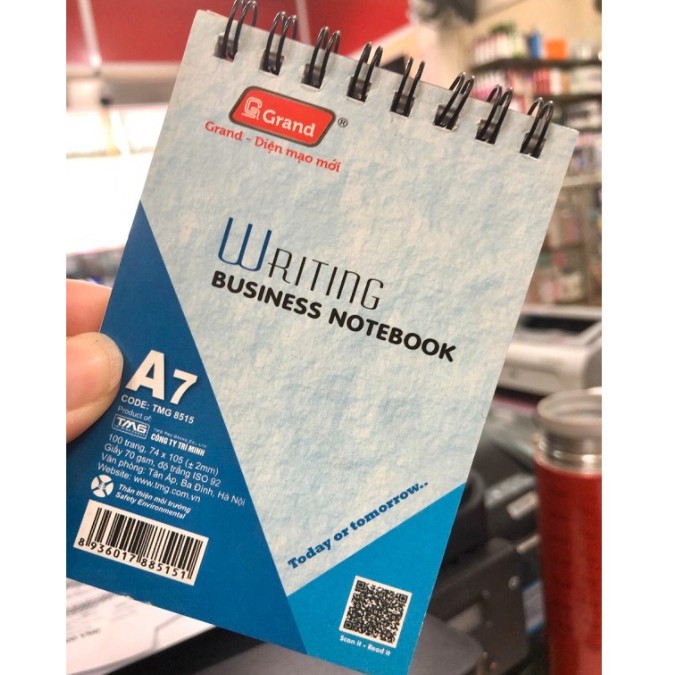 Grand ®
Grand - Diện mạo mới
WRITING
BUSINESS NOTEBOOK
A7
CODE: TMG 8515
Product of:
TMG
CÔNG TY TRÍ MINH
100 trang, 74 x 105 (± 2mm)
Giấy 70 gsm, độ trắng ISO 92
Văn phòng: Tân Ấp, Ba Đình, Hà Nội
Website: www.tmg.com.vn
Thân thiện môi trường
Safety Environmental
8936017885151
Today or tomorrow..
Scan it - Read it